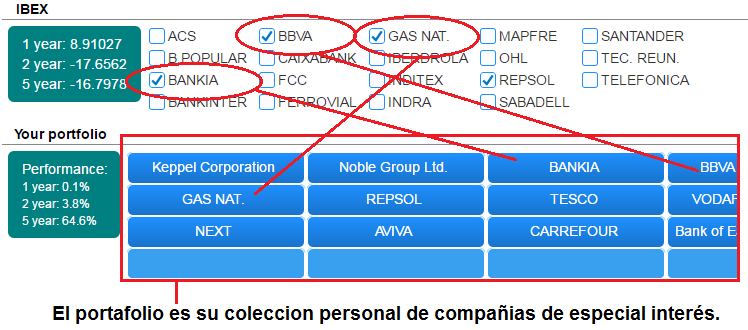 IBEX
1 year: 8.91027
2 year: -17.6562
5 year: -16.7978
ACS BBVA GAS NAT. MAPFRE SANTANDER
B.POPULAR CAIXABANK IBERDROLA OHL TEC. REUN.
BANKIA FCC INDITEX REPSOL TELEFONICA
BANKINTER FERROVIAL INDRA SABADELL
Your portfolio
Performance:
1 year: 0.1%
2 year: 3.8%
5 year: 64.6%
Keppel Corporation Noble Group Ltd. BANKIA BBVA
GAS NAT. REPSOL TESCO VODAF
NEXT AVIVA CARREFOUR Bank of E
El portafolio es su coleccion personal de compañias de especial interés.